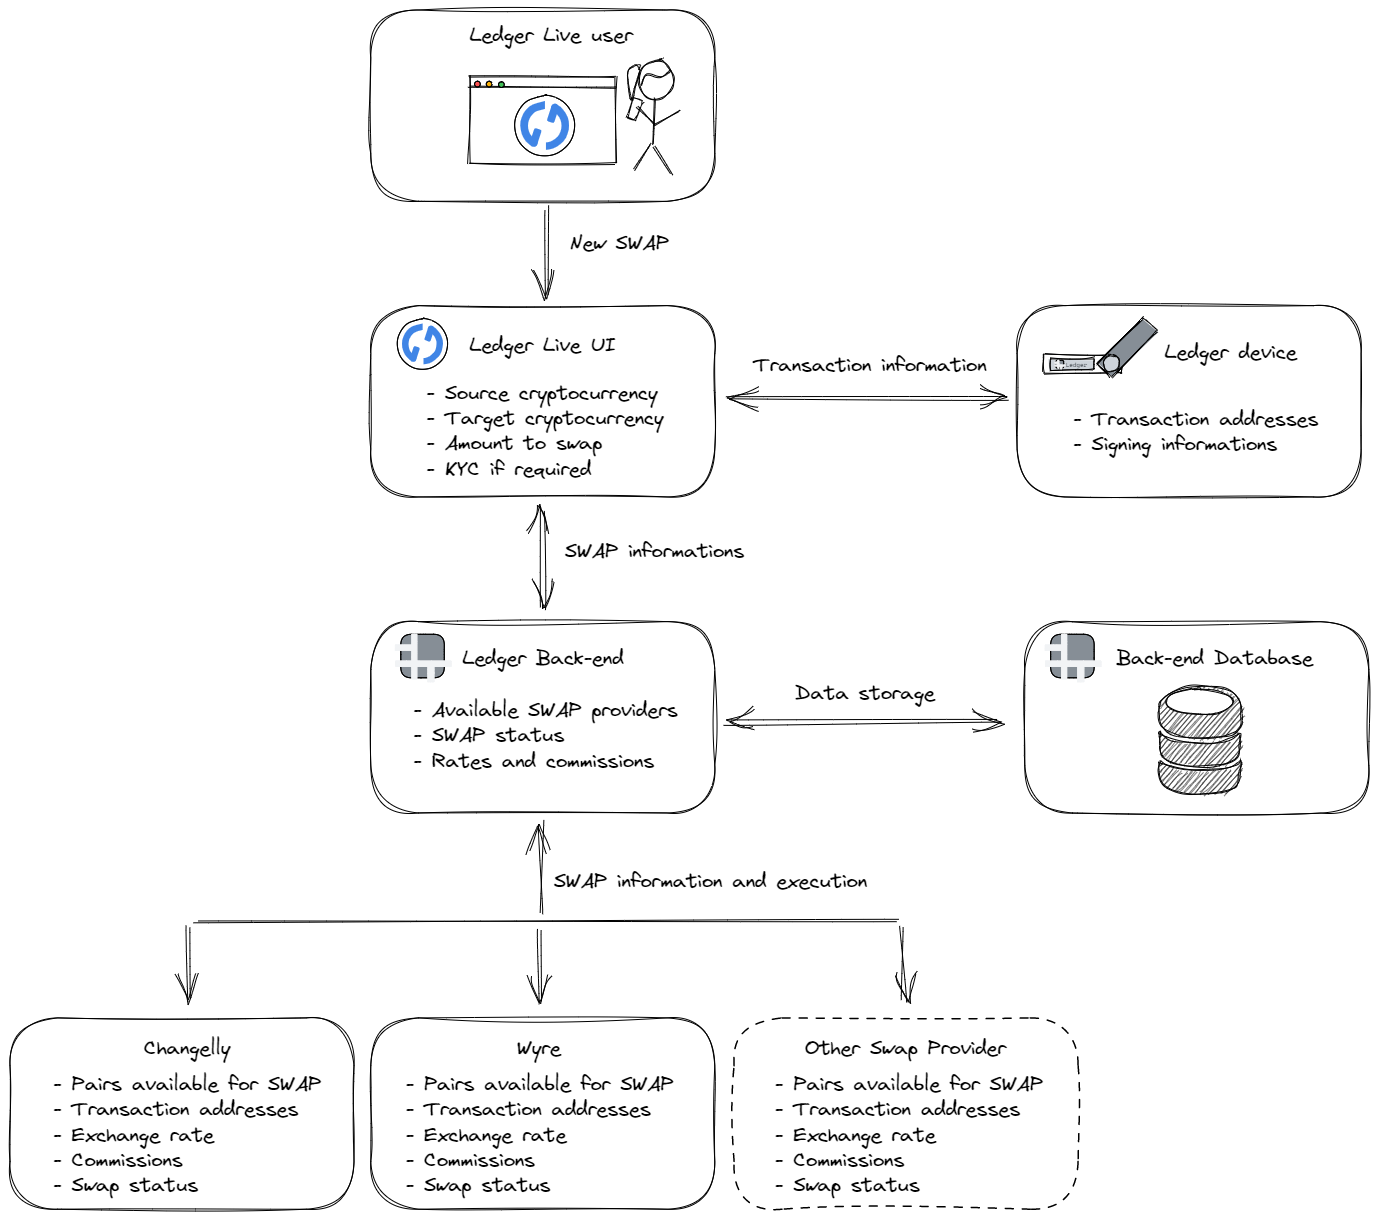 Ledger Live user
New SWAP
Ledger Live UI
- Source cryptocurrency
- Target cryptocurrency
- Amount to swap
- KYC if required
Transaction information
Ledger device
Ledger
- Transaction addresses
- Signing informations
SWAP informations
Ledger Back-end
- Available SWAP providers
- SWAP status
- Rates and commissions
Data storage
Back-end Database
SWAP information and execution
Changelly
- Pairs available for SWAP
- Transaction addresses
- Exchange rate
- Commissions
- Swap status
Wyre
- Pairs available for SWAP
- Transaction addresses
- Exchange rate
- Commissions
- Swap status
Other Swap Provider
- Pairs available for SWAP
- Transaction addresses
- Exchange rate
- Commissions
- Swap status